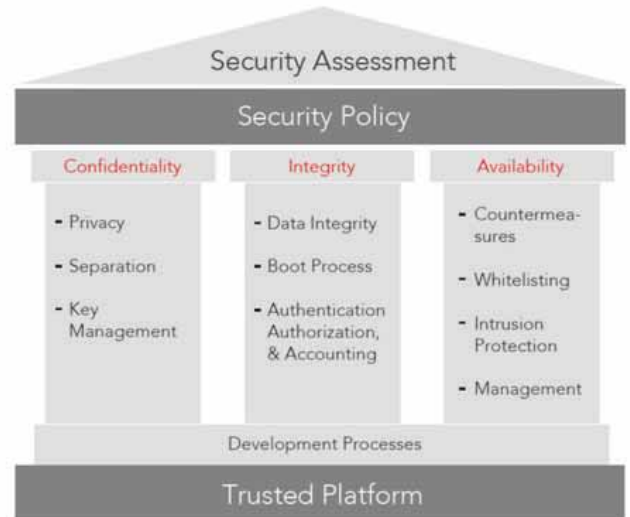 Security Assessment
Security Policy
Confidentiality
- Privacy
- Separation
- Key
Management
Integrity
- Data Integrity
- Boot Process
- Authentication
Authorization,
& Accounting
Availability
- Countermea-
sures
- Whitelisting
- Intrusion
Protection
- Management
Development Processes
Trusted Platform